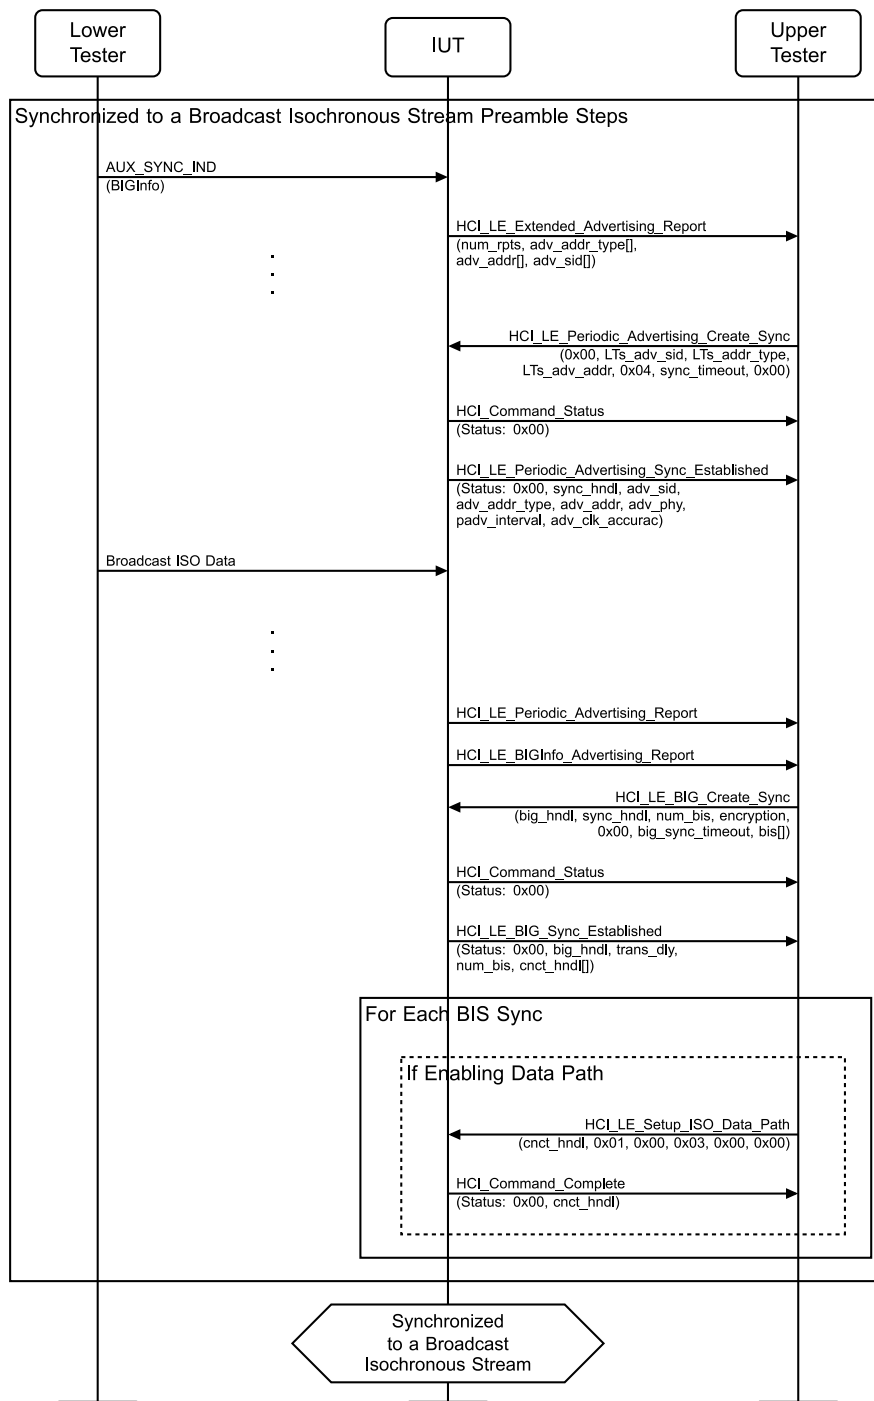 Lower
Tester
IUT
Upper
Tester
Synchronized to a Broadcast Isochronous Stream Preamble Steps
AUX_SYNC_IND
(BIGInfo)
HCI_LE_Extended_Advertising_Report
(num_rpts, adv_addr_type[],
adv_addr[], adv_sid[])
HCI_LE_Periodic_Advertising_Create_Sync
(0x00, LTs_adv_sid, LTs_addr_type,
LTs_adv_addr, 0x04, sync_timeout, 0x00)
HCI_Command_Status
(Status: 0x00)
HCI_LE_Periodic_Advertising_Sync_Established
(Status: 0x00, sync_hndl, adv_sid,
adv_addr_type, adv_addr, adv_phy,
padv_interval, adv_clk_accurac)
Broadcast ISO Data
HCI_LE_Periodic_Advertising_Report
HCI_LE_BIGInfo_Advertising_Report
HCI_LE_BIG_Create_Sync
(big_hndl, sync_hndl, num_bis, encryption,
0x00, big_sync_timeout, bis[])
HCI_Command_Status
(Status: 0x00)
HCI_LE_BIG_Sync_Established
(Status: 0x00, big_hndl, trans_dly,
num_bis, cnct_hndl[])
For Each BIS Sync
If Enabling Data Path
HCI_LE_Setup_ISO_Data_Path
(cnct_hndl, 0x01, 0x00, 0x03, 0x00, 0x00)
HCI_Command_Complete
(Status: 0x00, cnct_hndl)
Synchronized
to a Broadcast
Isochronous Stream